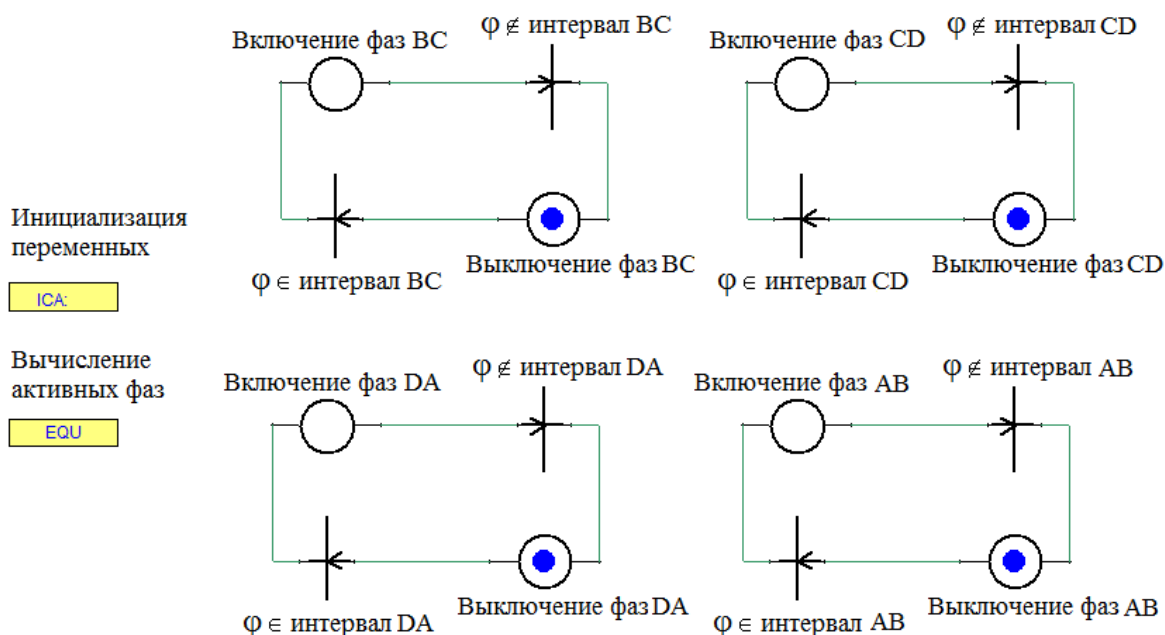 Включение фаз BC
φ ∉ интервал BC
Включение фаз CD
φ ∉ интервал CD
Инициализация
переменных
ICA:
φ ∈ интервал BC
Выключение фаз BC
φ ∈ интервал CD
Выключение фаз CD
Вычисление
активных фаз
EQU
Включение фаз DA
φ ∉ интервал DA
Включение фаз AB
φ ∉ интервал AB
φ ∈ интервал DA
Выключение фаз DA
φ ∈ интервал AB
Выключение фаз AB